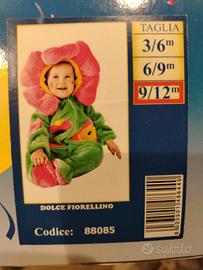 TAGLIA
3/6m
6/9m
9/12m
DOLCE FIORELLINO
Codice: 88085
subito